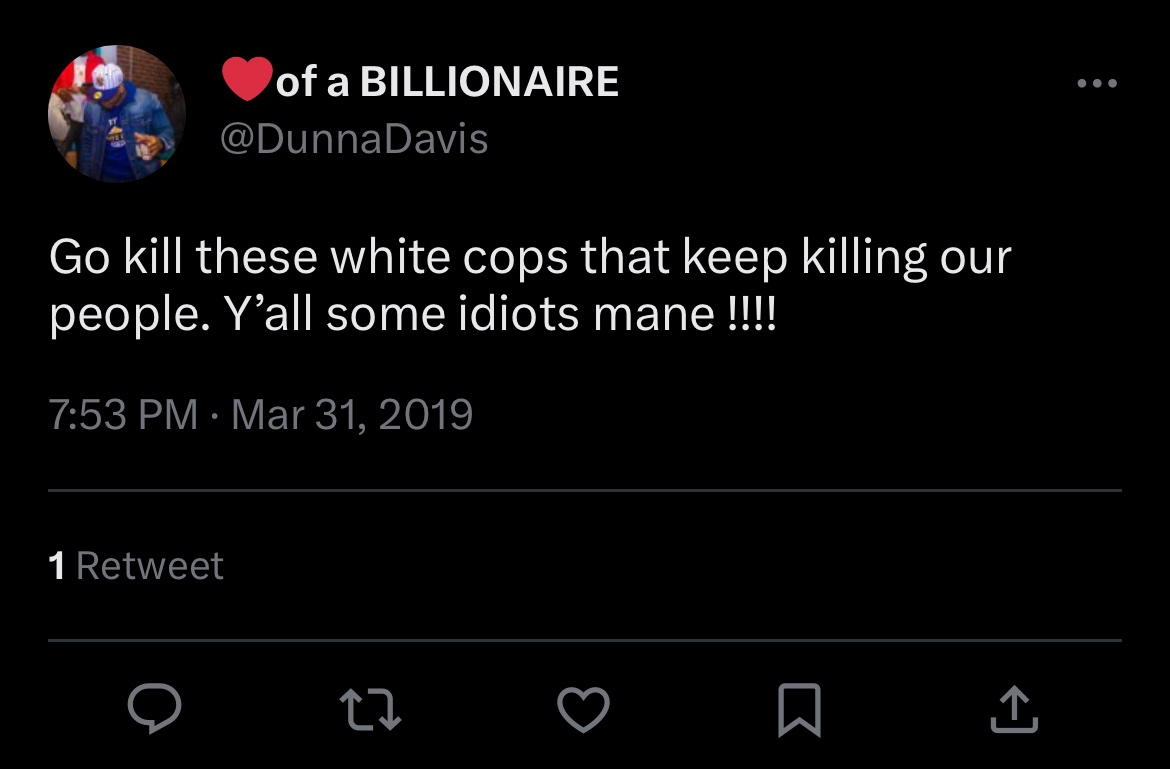 ❤️of a BILLIONAIRE
@DunnaDavis
Go kill these white cops that keep killing our
people. Y’all some idiots mane !!!!
7:53 PM · Mar 31, 2019
1 Retweet